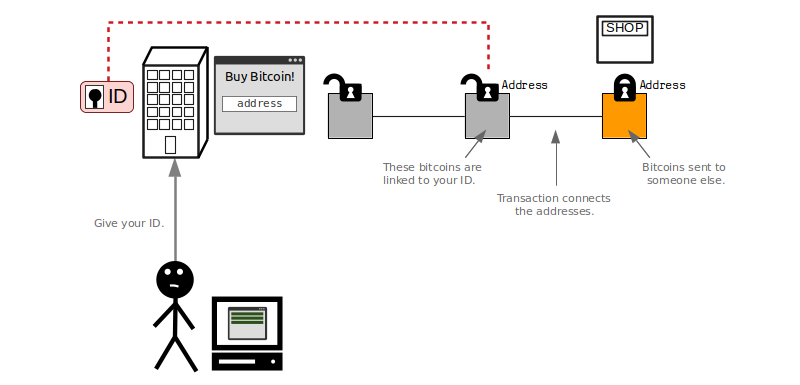 SHOP
ID
Buy Bitcoin!
address
Address
Address
These bitcoins are
linked to your ID.
Transaction connects
the addresses.
Bitcoins sent to
someone else.
Give your ID.